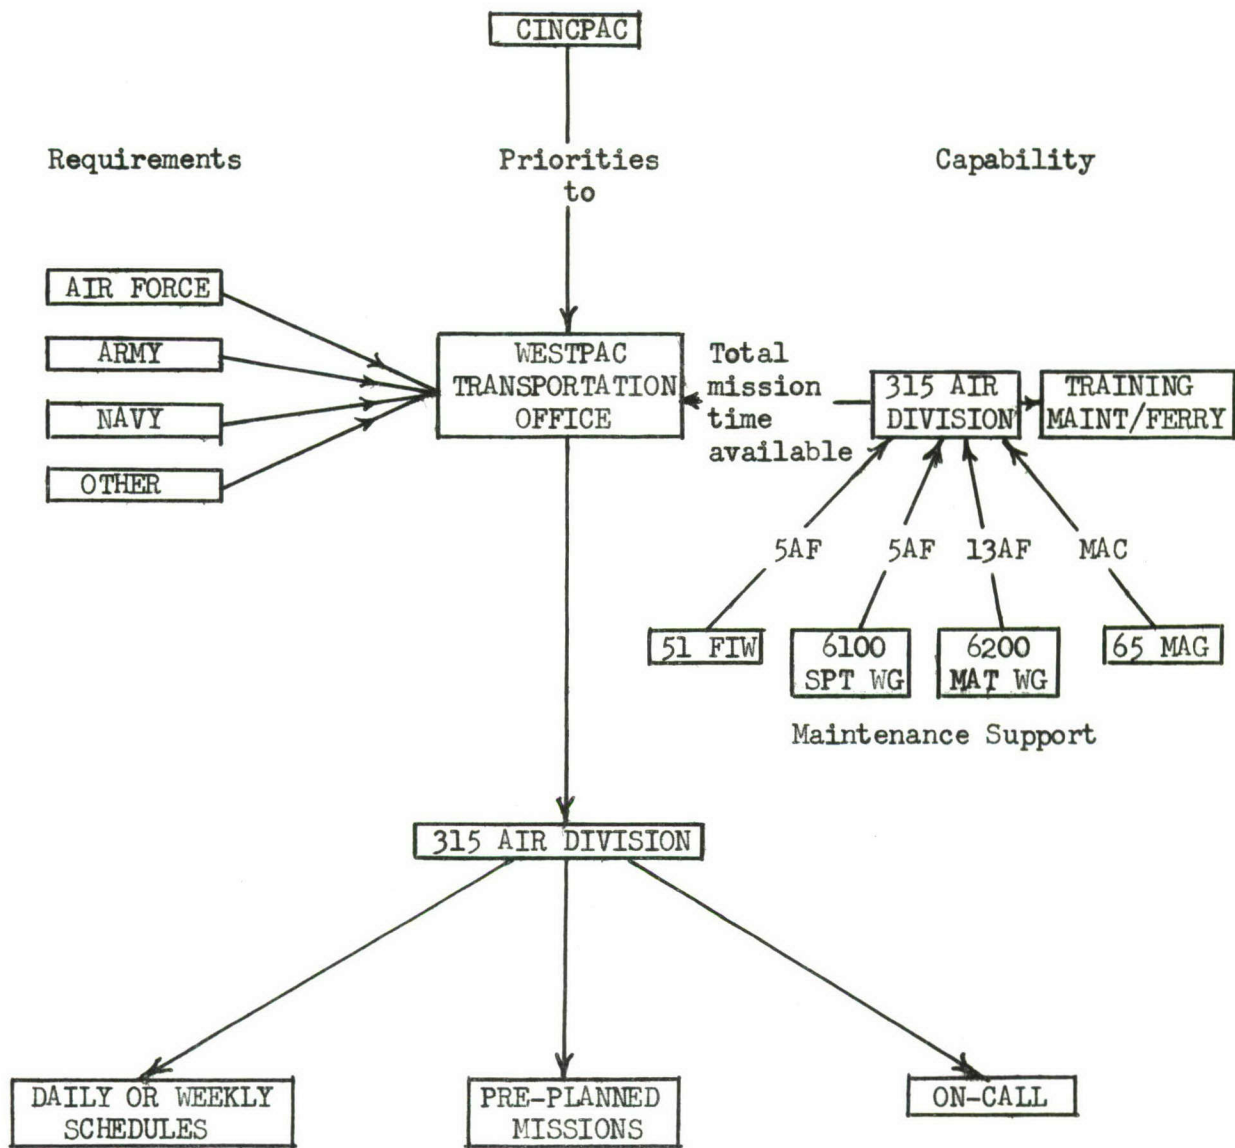 CINCPAC
Requirements
Priorities
to
Capability
AIR FORCE
ARMY
NAVY
OTHER
WESTPAC
TRANSPORTATION
OFFICE
Total
mission
time
available
315 AIR
DIVISION
TRAINING
MAINT/FERRY
5AF
5AF
13AF
MAC
51 FIW
6100
SPT WG
6200
MAT WG
65 MAG
Maintenance Support
315 AIR DIVISION
DAILY OR WEEKLY
SCHEDULES
PRE-PLANNED
MISSIONS
ON-CALL